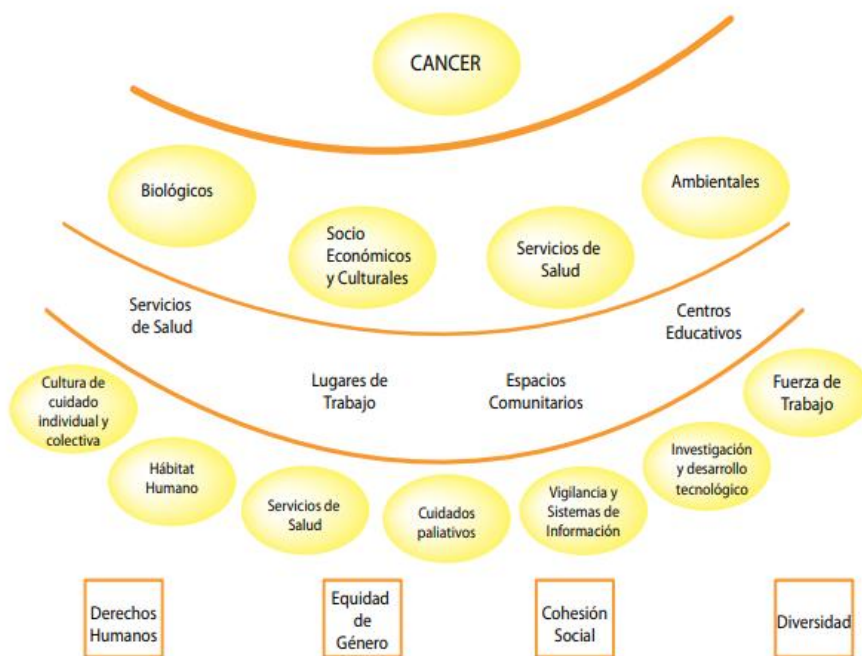 CANCER
Biológicos
Socio
Económicos
y Culturales
Servicios de
Salud
Ambientales
Servicios
de Salud
Lugares de
Trabajo
Espacios
Comunitarios
Centros
Educativos
Cultura de
cuidado
individual y
colectiva
Hábitat
Humano
Servicios de
Salud
Cuidados
paliativos
Vigilancia y
Sistemas de
Información
Investigación
y desarrollo
tecnológico
Fuerza de
Trabajo
Derechos
Humanos
Equidad
de
Género
Cohesión
Social
Diversidad